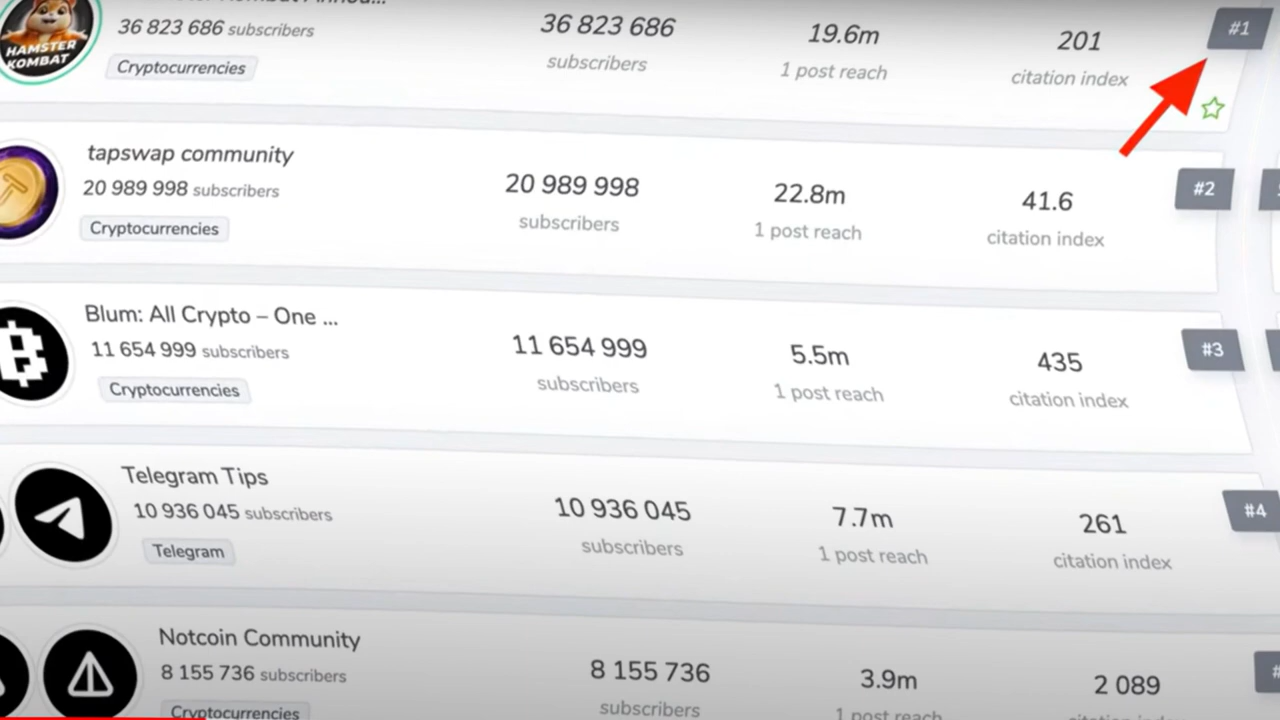 36 823 686 subscribers
Cryptocurrencies
HAMSTER
KOMBAT
36 823 686
subscribers
19.6m
1 post reach
201
citation index
#1
tapswap community
20 989 998 subscribers
Cryptocurrencies
20 989 998
subscribers
22.8m
1 post reach
41.6
citation index
#2
Blum: All Crypto – One ...
11 654 999 subscribers
Cryptocurrencies
11 654 999
subscribers
5.5m
1 post reach
435
citation index
#3
Telegram Tips
10 936 045 subscribers
Telegram
10 936 045
subscribers
7.7m
1 post reach
261
citation index
#4
Notcoin Community
8 155 736 subscribers
Cryptocurrencies
8 155 736
subscribers
3.9m
1 post reach
2 089
#